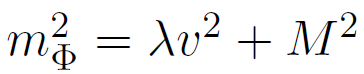 $m_{\Phi}^{2} = \lambda v^{2} + M^{2}$